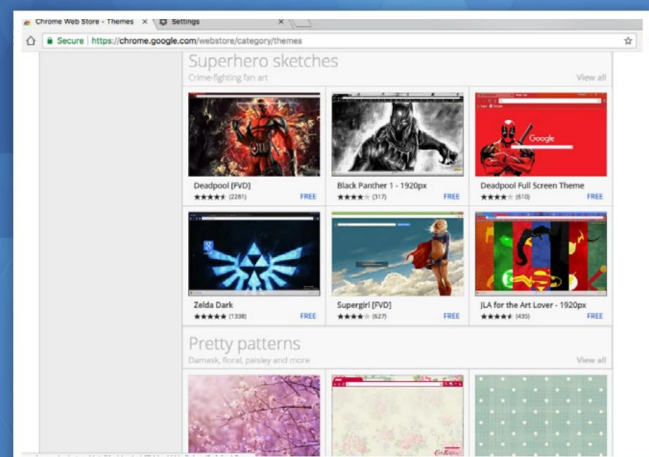 Chrome Web Store - Themes
Settings
Secure | https://chrome.google.com/webstore/category/themes
Superhero sketches
Crime-fighting fan art
View all
Google
Deadpool [FVD]
(2281)
FREE
Black Panther 1 - 1920px
(317)
FREE
Deadpool Full Screen Theme
(610)
FREE
Zelda Dark
(1338)
FREE
Supergirl [FVD]
(627)
FREE
JLA for the Art Lover - 1920px
(435)
FREE
Pretty patterns
Damask, floral, paisley and more
View all